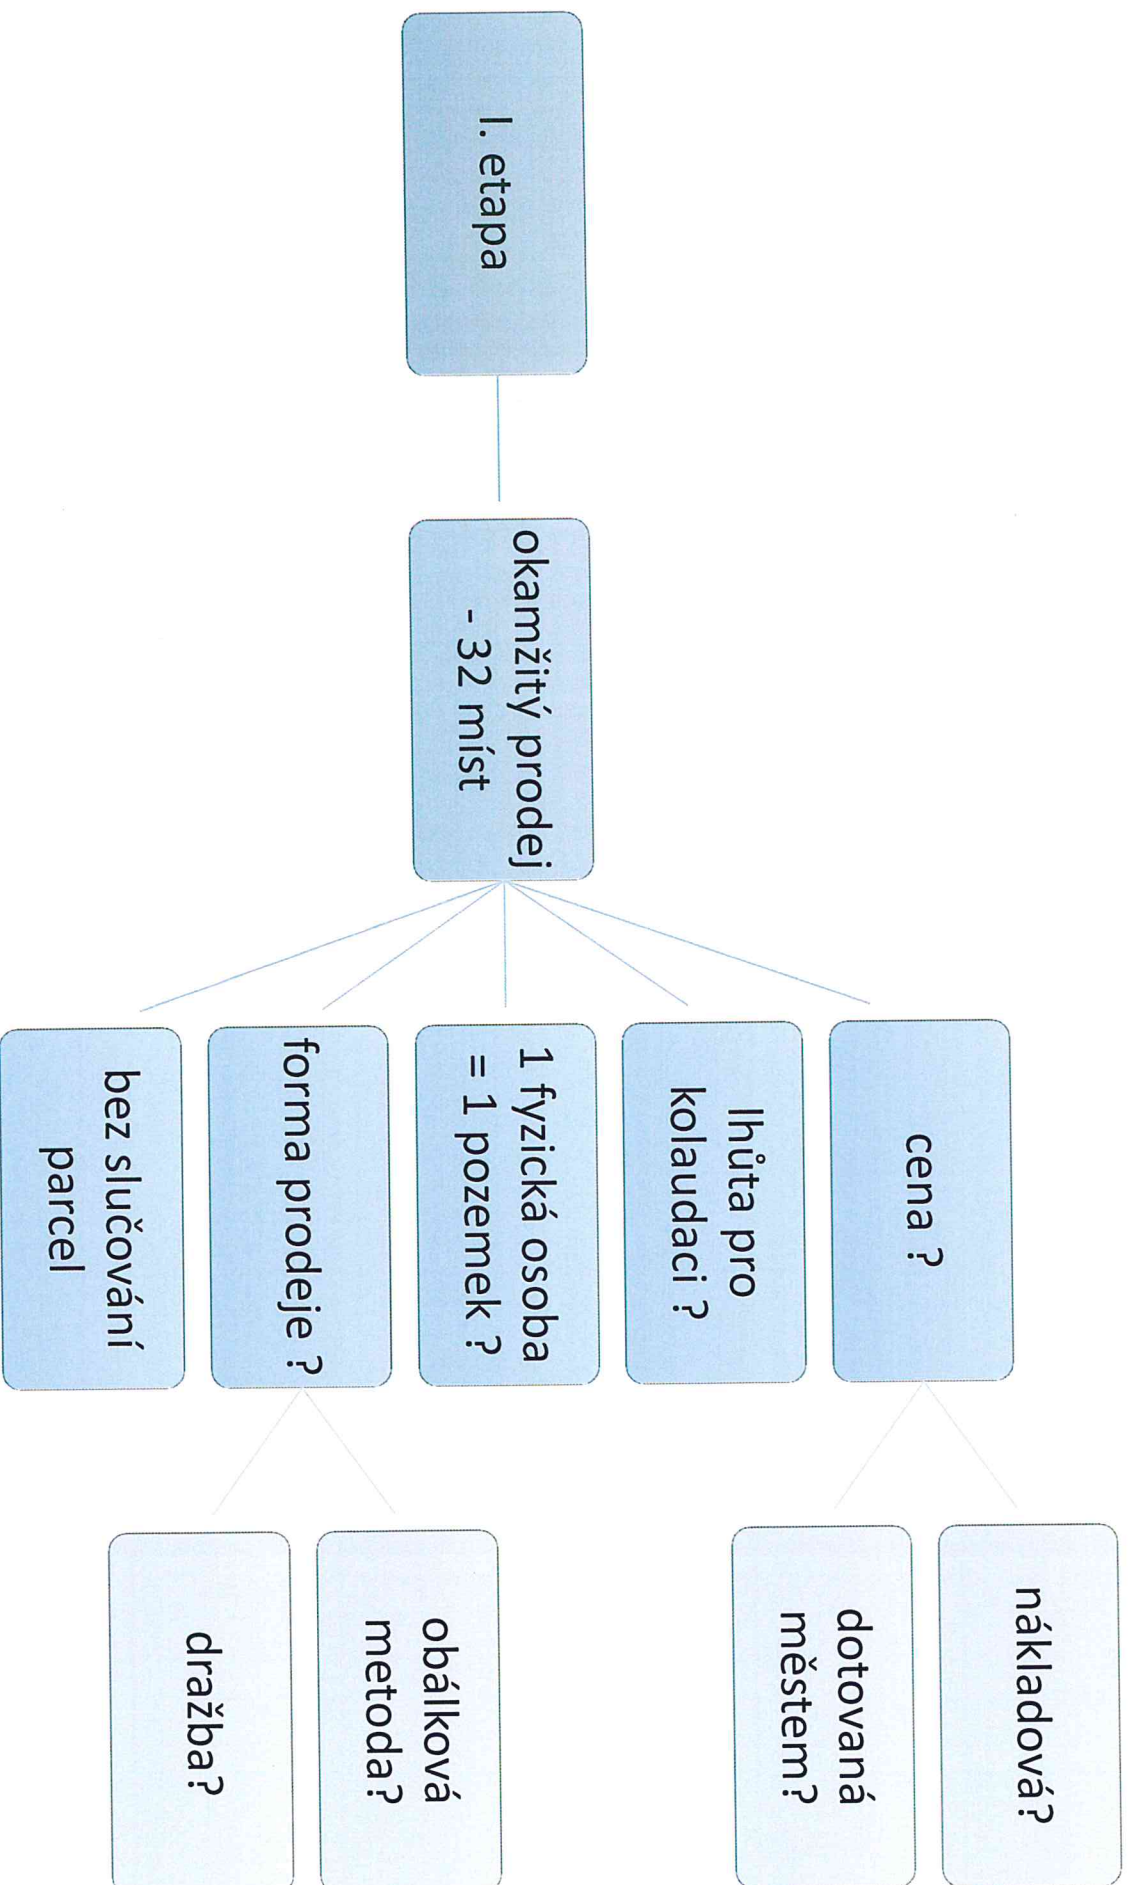 I. etapa
okamžitý prodej
- 32 míst
cena ?
nákladová?
dotovaná
městem?
lhůta pro
kolaudaci ?
1 fyzická osoba
= 1 pozemek ?
forma prodeje ?
obálková
metoda?
dražba?
bez slučování
parcel